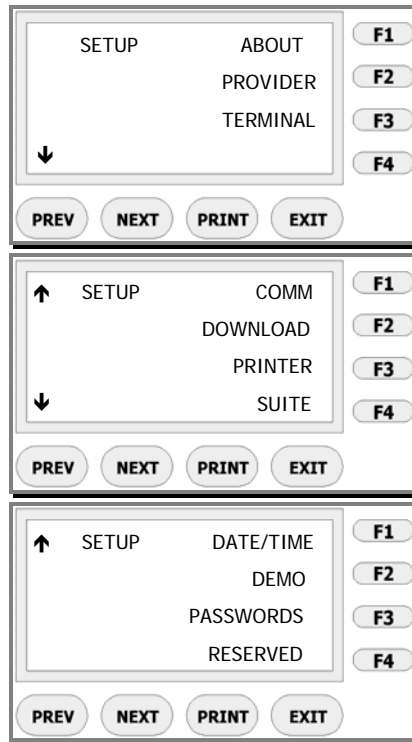 SETUP ABOUT F1
PROVIDER F2
TERMINAL F3
F4
PREV NEXT PRINT EXIT
SETUP COMM F1
DOWNLOAD F2
PRINTER F3
SUITE F4
PREV NEXT PRINT EXIT
SETUP DATE/TIME F1
DEMO F2
PASSWORDS F3
RESERVED F4
PREV NEXT PRINT EXIT